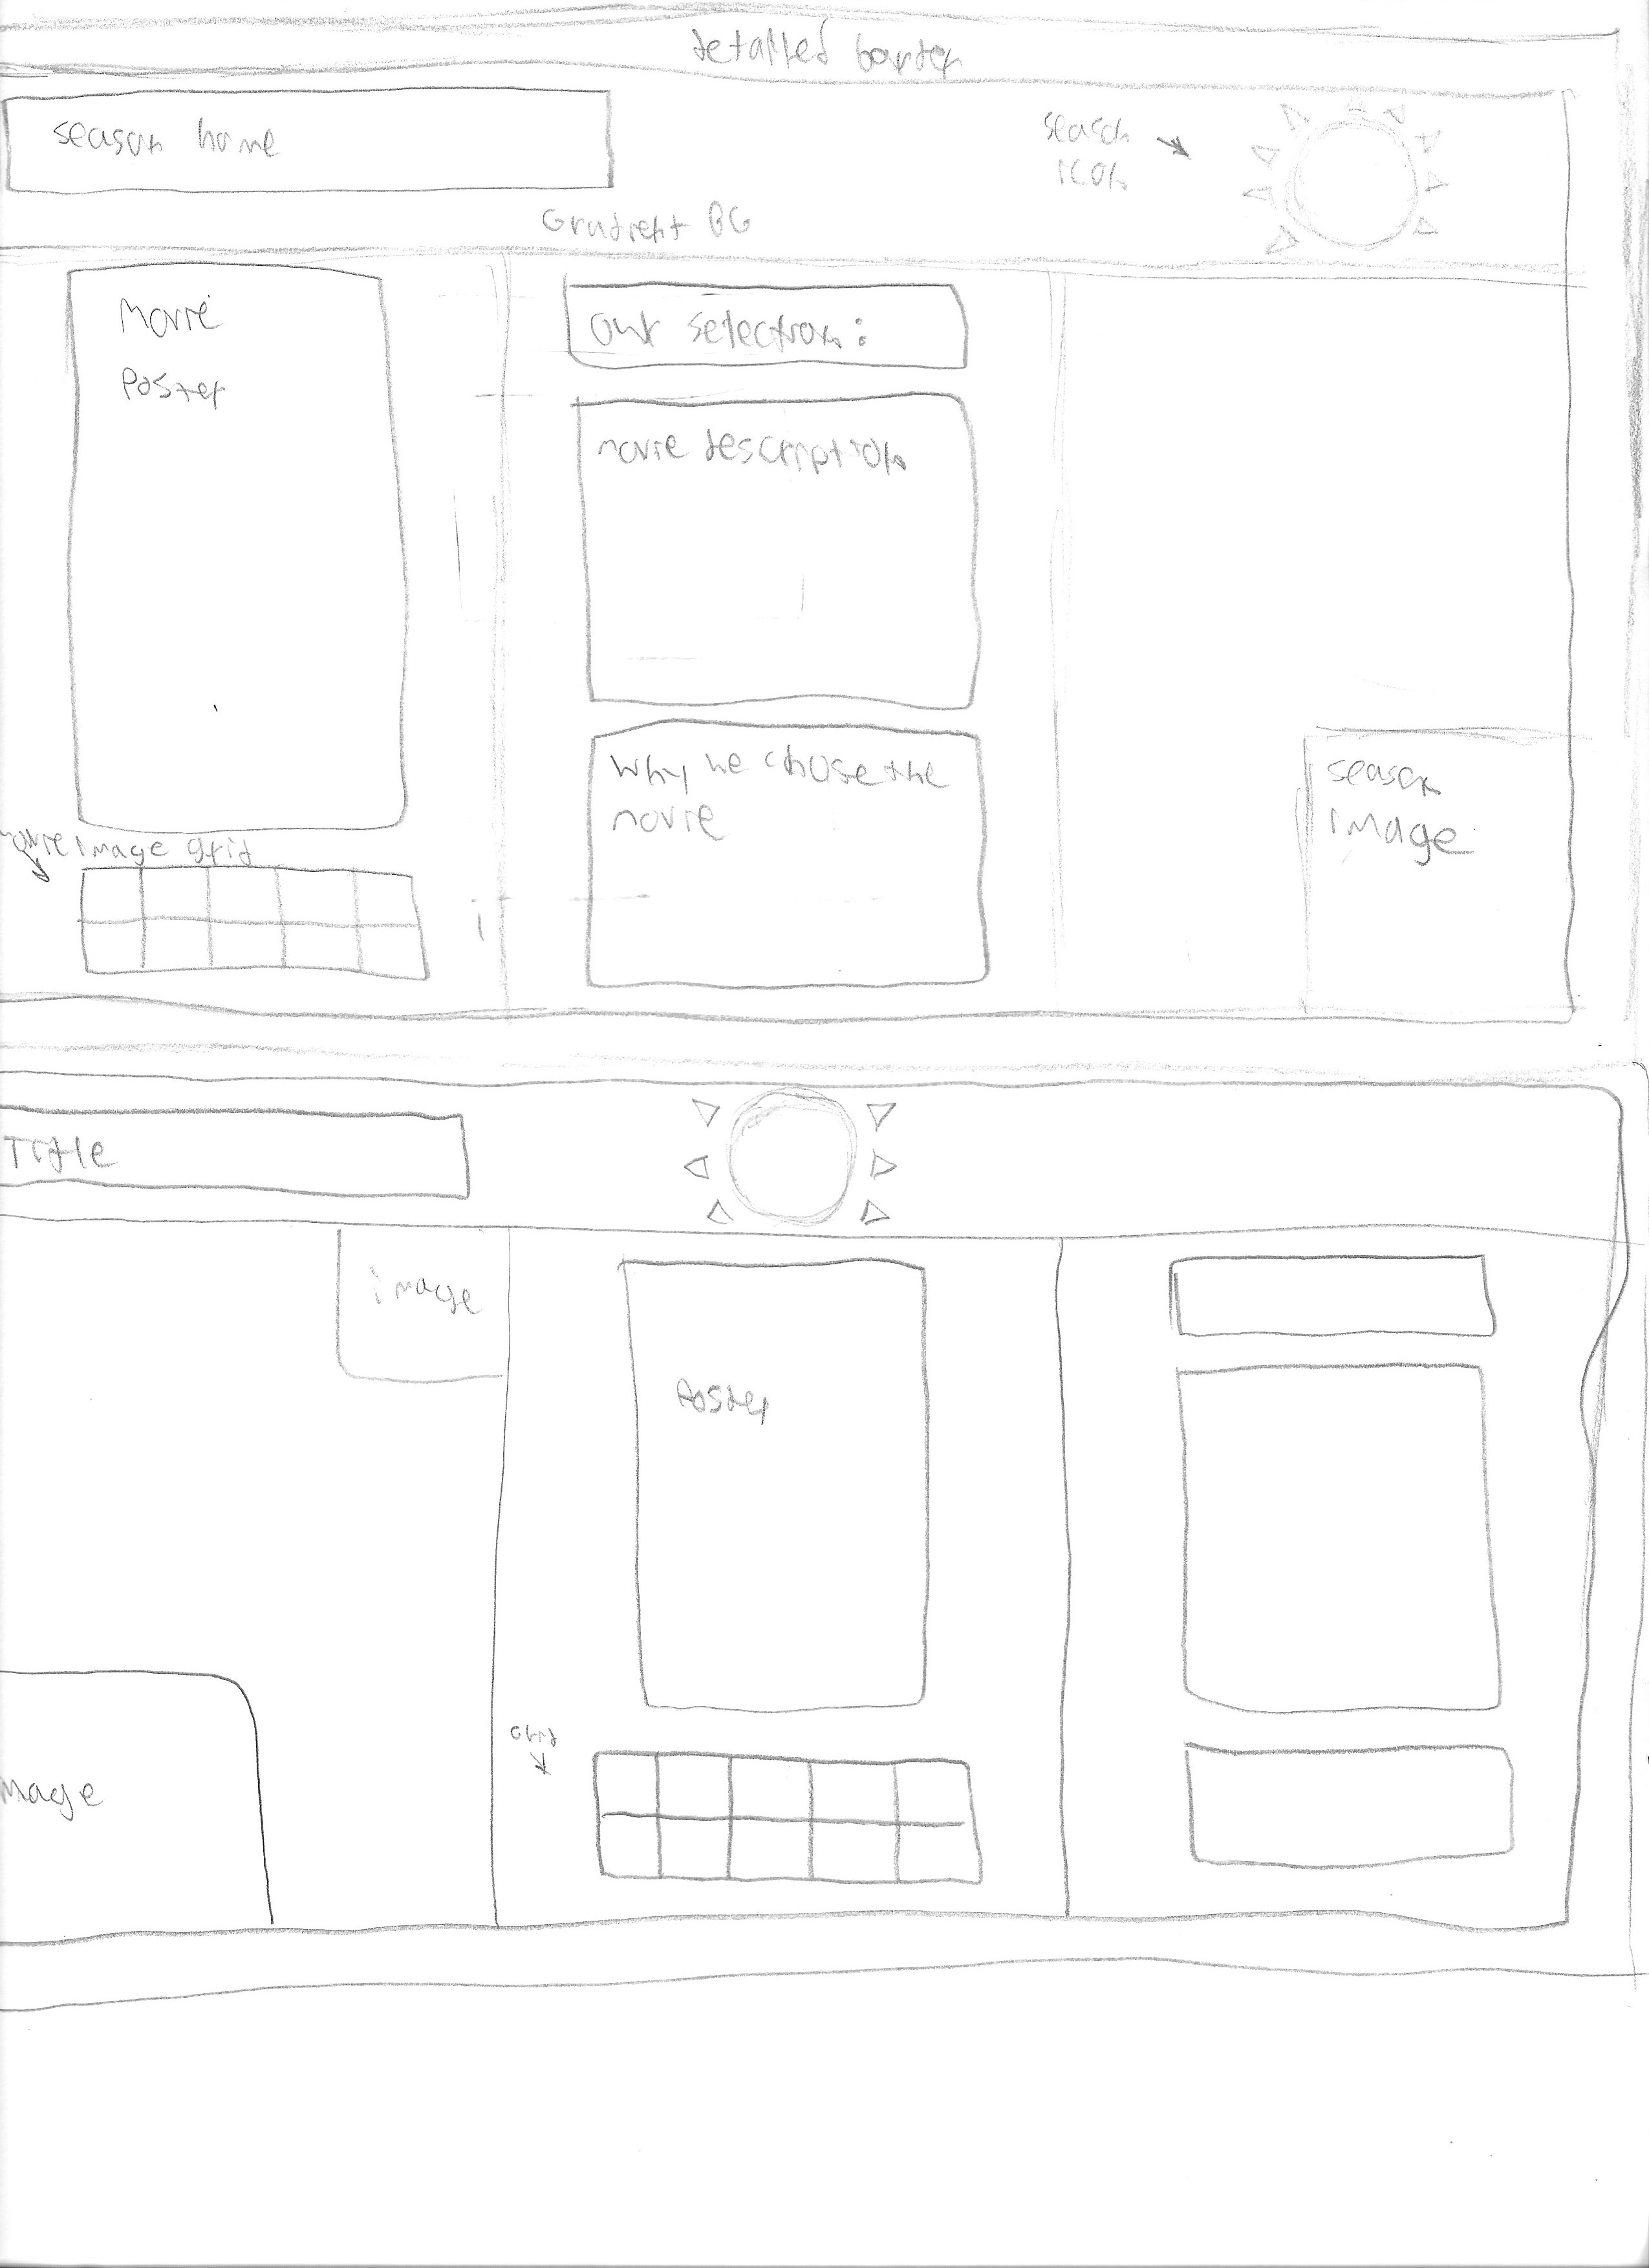 detailed border
season home
season
icon
Gradient BG
Movie
Poster
our selection:
movie description
why we chose the
movie
season
image
movie image grid
Title
image
Poster
Grid
mage